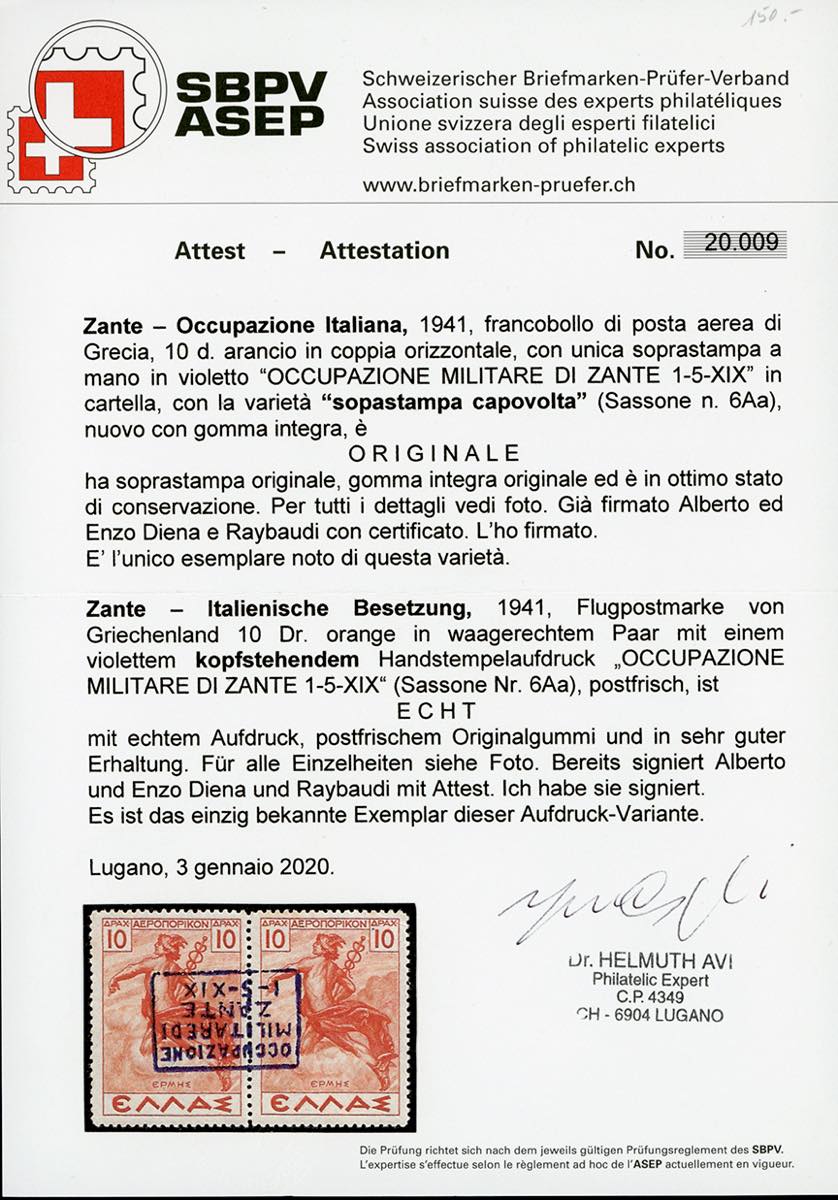 150.-
SBPV
ASEP
Schweizerischer Briefmarken-Prüfer-Verband
Association suisse des experts philatéliques
Unione svizzera degli esperti filatelici
Swiss association of philatelic experts
www.briefmarken-pruefer.ch
Attest – Attestation No. 20.009
Zante – Occupazione Italiana, 1941, francobollo di posta aerea di
Grecia, 10 d. arancio in coppia orizzontale, con unica soprastampa a
mano in violetto “OCCUPAZIONE MILITARE DI ZANTE 1-5-XIX” in
cartella, con la varietà “sopastampa capovolta” (Sassone n. 6Aa),
nuovo con gomma integra, è
ORIGINALE
ha soprastampa originale, gomma integra originale ed è in ottimo stato
di conservazione. Per tutti i dettagli vedi foto. Già firmato Alberto ed
Enzo Diena e Raybaudi con certificato. L'ho firmato.
E' l'unico esemplare noto di questa varietà.
Zante – Italienische Besetzung, 1941, Flugpostmarke von
Griechenland 10 Dr. orange in waagerechtem Paar mit einem
violettem kopfstehendem Handstempelaufdruck „OCCUPAZIONE
MILITARE DI ZANTE 1-5-XIX“ (Sassone Nr. 6Aa), postfrisch, ist
ECHT
mit echtem Aufdruck, postfrischem Originalgummi und in sehr guter
Erhaltung. Für alle Einzelheiten siehe Foto. Bereits signiert Alberto
und Enzo Diena und Raybaudi mit Attest. Ich habe sie signiert.
Es ist das einzig bekannte Exemplar dieser Aufdruck-Variante.
Lugano, 3 gennaio 2020.
ΔΡΑΧ ΑΕΡΟΠΟΡΙΚΟΝ ΔΡΑΧ
10 10
ΕΡΜΗΣ
ΕΛΛΑΣ
ΔΡΑΧ ΑΕΡΟΠΟΡΙΚΟΝ ΔΡΑΧ
10 10
ΕΡΜΗΣ
ΕΛΛΑΣ
OCCUPAZIONE
MILITARE DI
ZANTE
1-5-XIX
Dr. HELMUTH AVI
Philatelic Expert
C.P. 4349
CH - 6904 LUGANO
Die Prüfung richtet sich nach dem jeweils gültigen Prüfungsreglement des SBPV.
L'expertise s'effectue selon le règlement ad hoc de l'ASEP actuellement en vigueur.